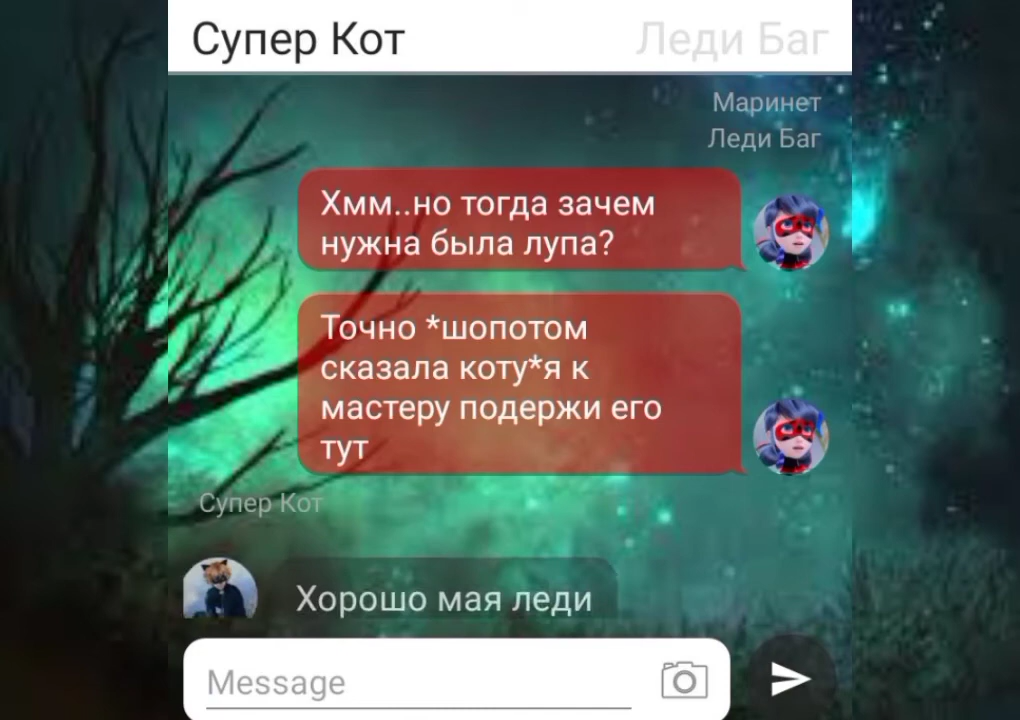 Супер Кот Леди Баг
Маринет
Леди Баг
Хмм..но тогда зачем
нужна была лупа?
Точно *шопотом
сказала коту*я к
мастеру подержи его
тут
Супер Кот
Хорошо мая леди
Message